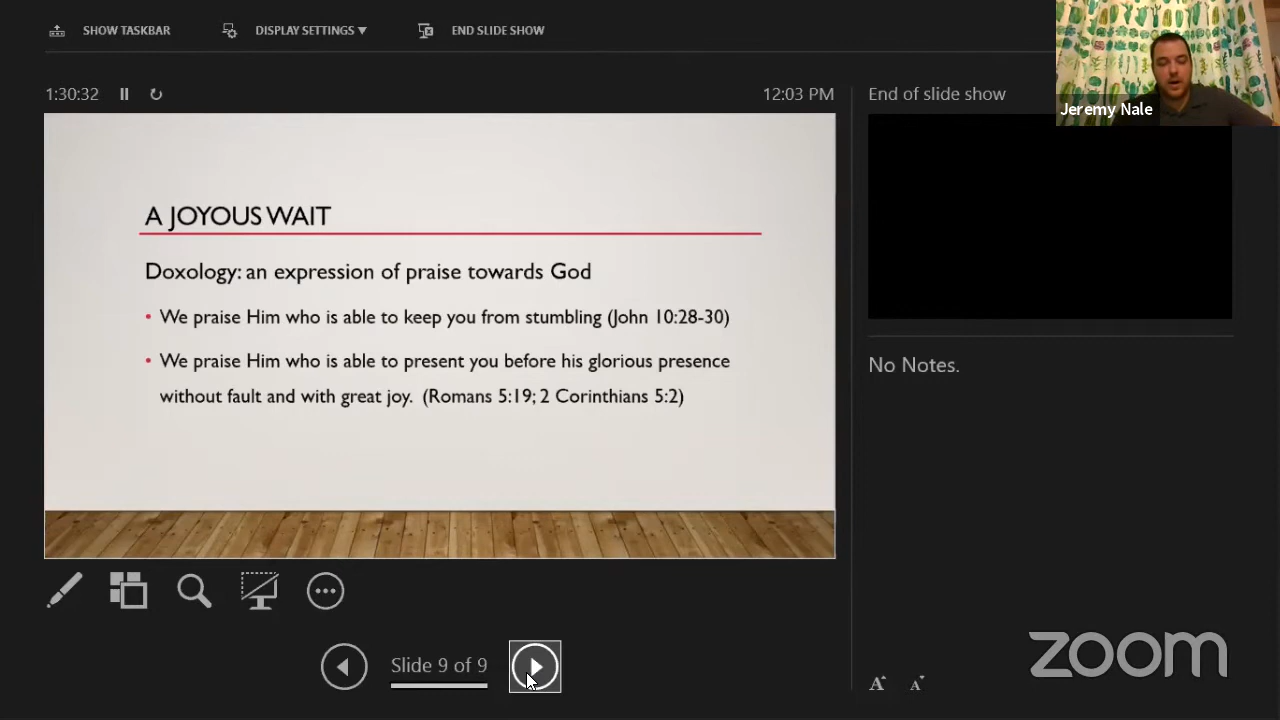 SHOW TASKBAR DISPLAY SETTINGS ▼ END SLIDE SHOW
Jeremy Nale
1:30:32 12:03 PM
End of slide show
A JOYOUS WAIT
Doxology: an expression of praise towards God
• We praise Him who is able to keep you from stumbling (John 10:28-30)
• We praise Him who is able to present you before his glorious presence
without fault and with great joy. (Romans 5:19; 2 Corinthians 5:2)
No Notes.
Slide 9 of 9
A A
zoom